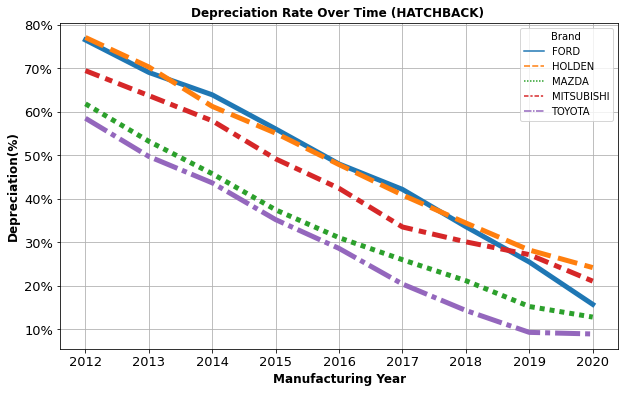 Depreciation Rate Over Time (HATCHBACK)
80%
70%
60%
50%
40%
30%
20%
10%
Depreciation(%)
Brand
FORD
HOLDEN
MAZDA
MITSUBISHI
TOYOTA
2012 2013 2014 2015 2016 2017 2018 2019 2020
Manufacturing Year